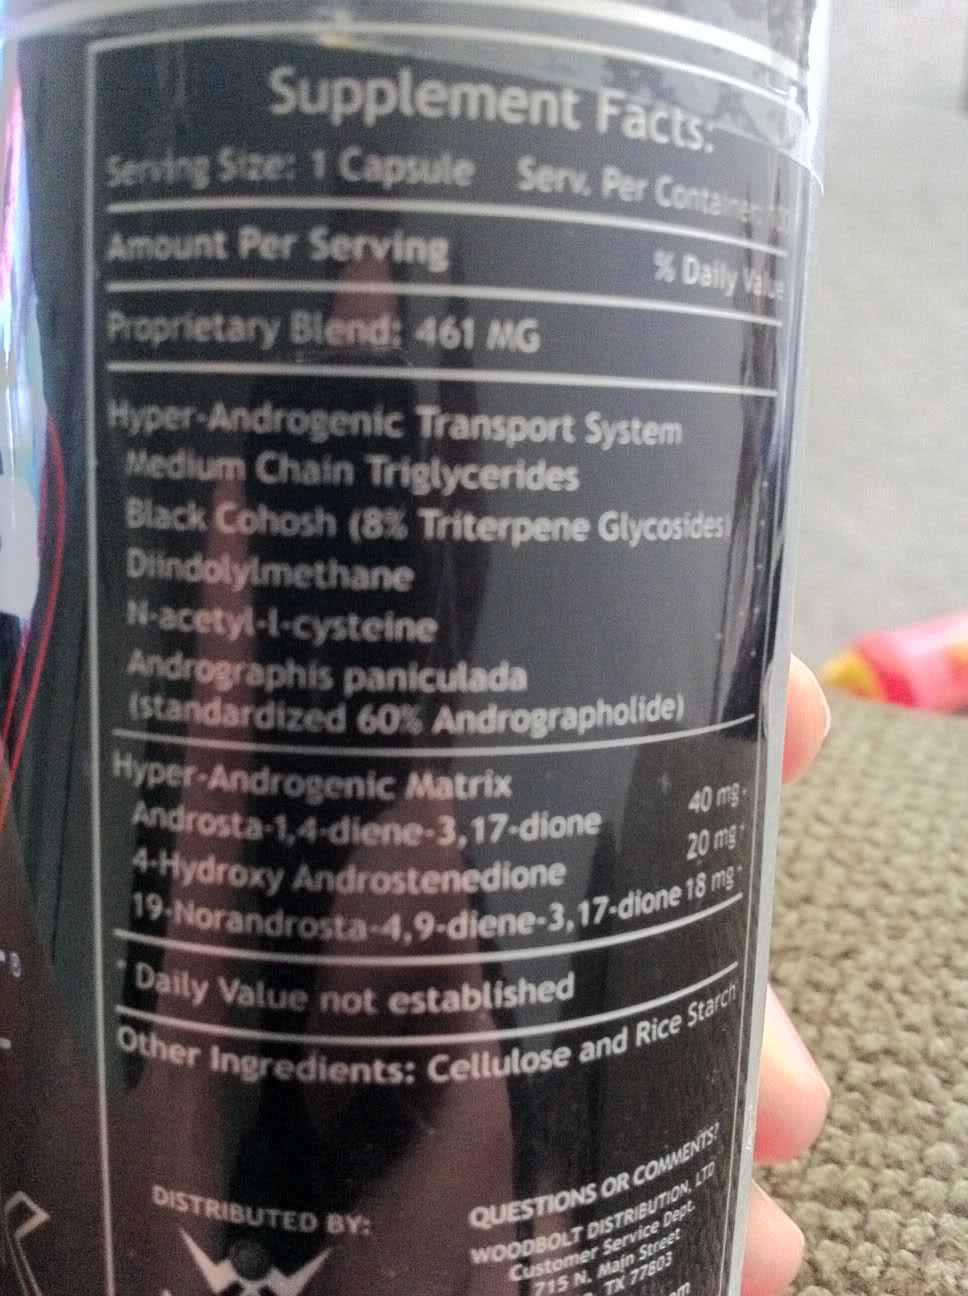 Supplement Facts:
Serving Size: 1 Capsule Serv. Per Container:
Amount Per Serving
% Daily Value
Proprietary Blend: 461 MG
Hyper-Androgenic Transport System
Medium Chain Triglycerides
Black Cohosh (8% Triterpene Glycosides)
Diindolylmethane
N-acetyl-l-cysteine
Andrographis paniculada
(standardized 60% Andrographolide)
Hyper-Androgenic Matrix
Androsta-1,4-diene-3,17-dione 40 mg *
4-Hydroxy Androstenedione 20 mg *
19-Norandrosta-4,9-diene-3,17-dione 18 mg *
* Daily Value not established
Other Ingredients: Cellulose and Rice Starch
DISTRIBUTED BY:
QUESTIONS OR COMMENTS?
WOODBOLT DISTRIBUTION, LTD
Customer Service Dept.
715 N. Main Street
TX 77803